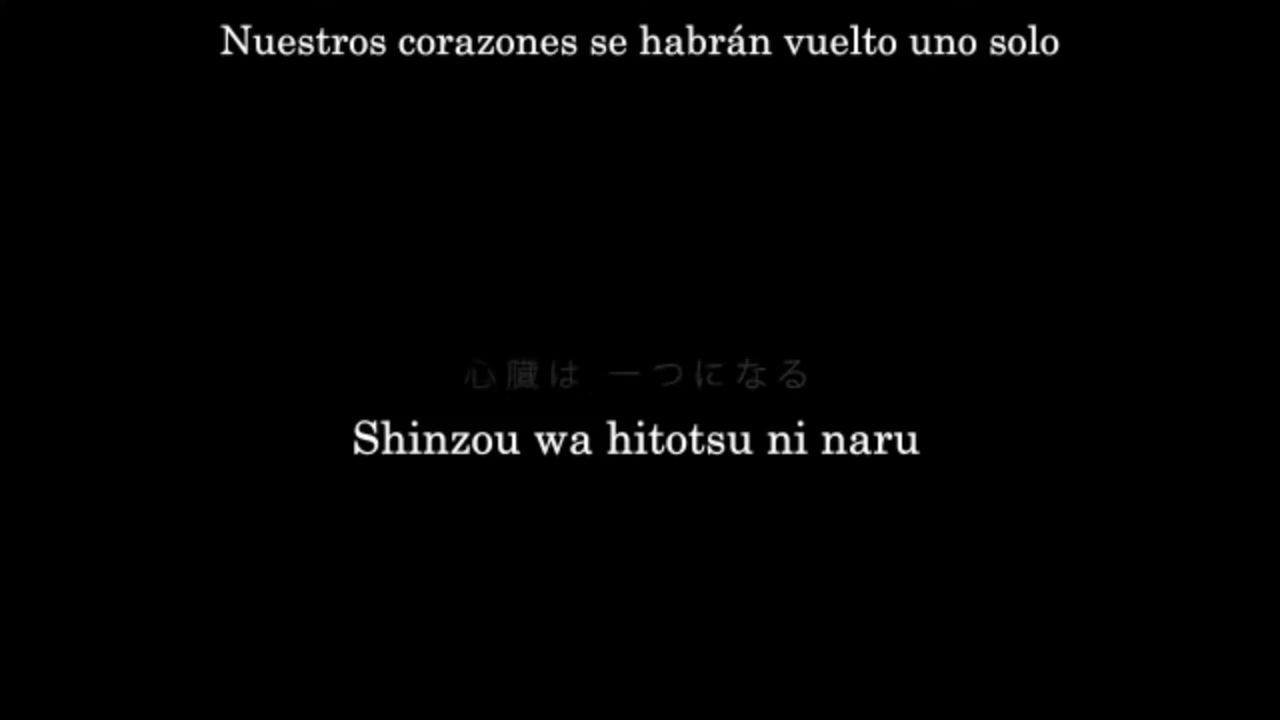 Nuestros corazones se habrán vuelto uno solo
心臓は 一つになる
Shinzou wa hitotsu ni naru